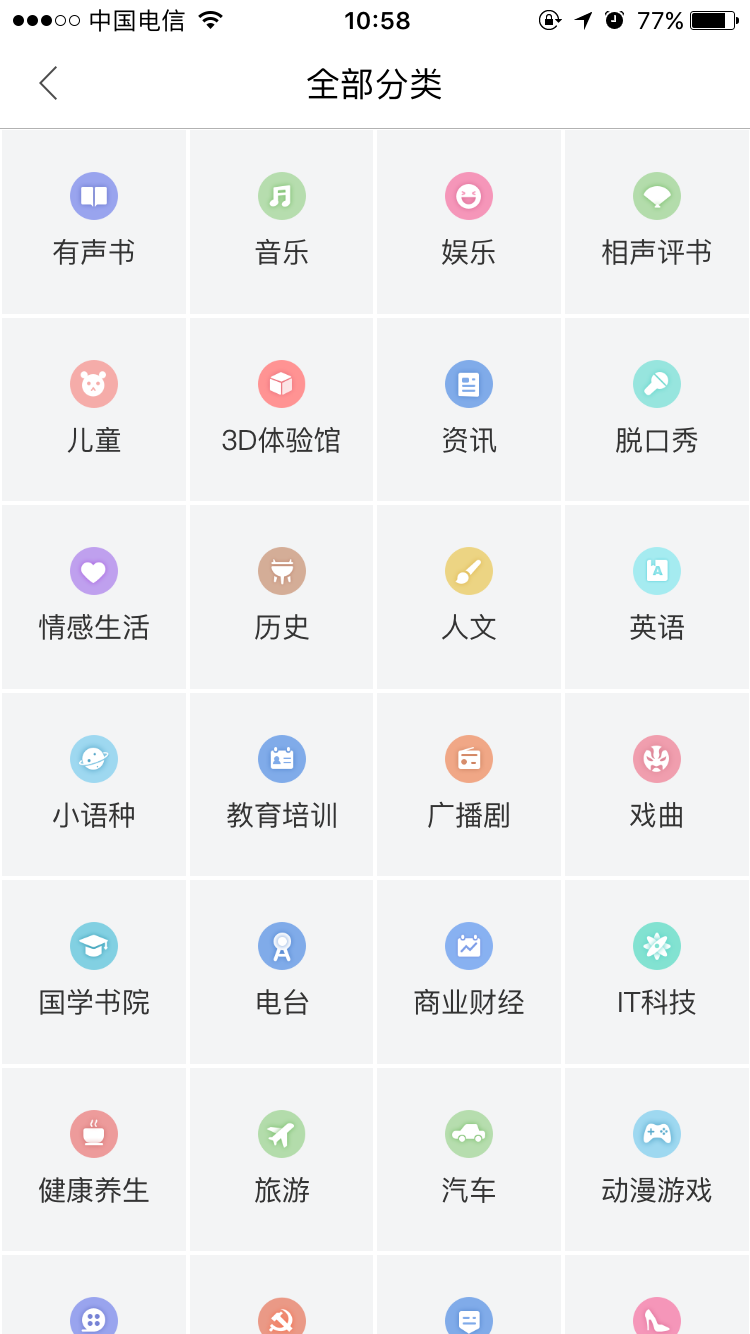 中国电信 10:58 77%
全部分类
有声书 音乐 娱乐 相声评书
儿童 3D体验馆 资讯 脱口秀
情感生活 历史 人文 英语
小语种 教育培训 广播剧 戏曲
国学书院 电台 商业财经 IT科技
健康养生 旅游 汽车 动漫游戏